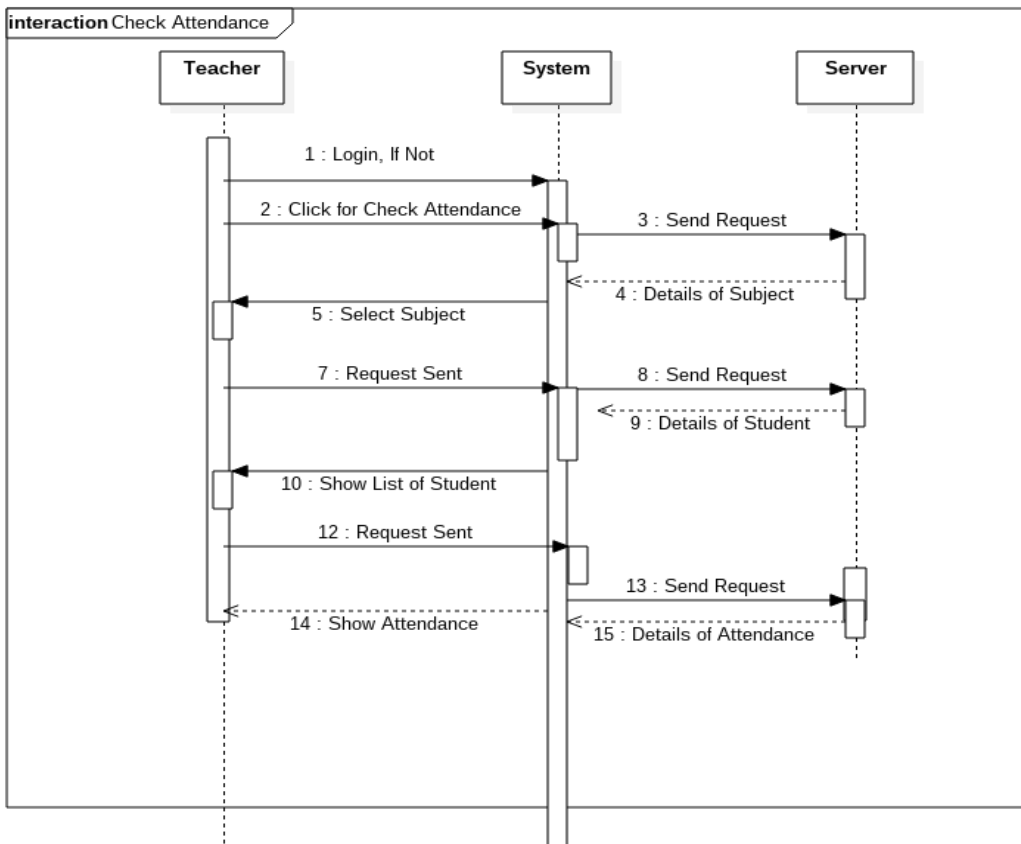 interaction Check Attendance
Teacher
System
Server
1 : Login, If Not
2 : Click for Check Attendance
3 : Send Request
4 : Details of Subject
5 : Select Subject
7 : Request Sent
8 : Send Request
9 : Details of Student
10 : Show List of Student
12 : Request Sent
13 : Send Request
14 : Show Attendance
15 : Details of Attendance